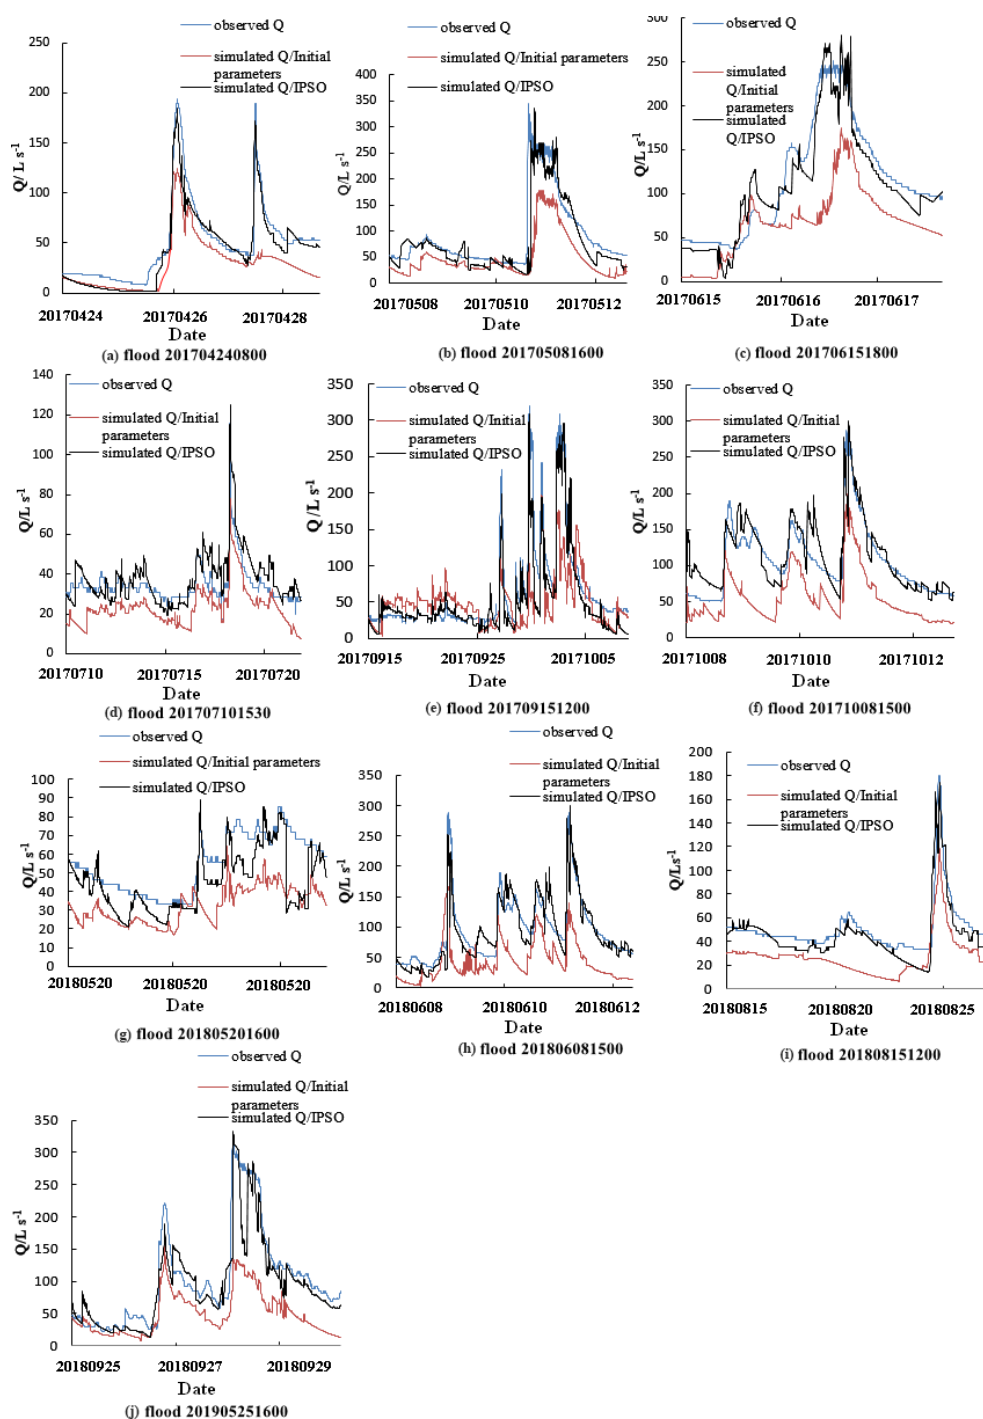 observed Q
simulated Q/Initial
parameters
simulated Q/IPSO
Q/ L s-1
250
200
150
100
50
0
20170424
20170426
20170428
Date
(a) flood 201704240800
observed Q
simulated Q/Initial parameters
simulated Q/IPSO
Q/L s-1
400
350
300
250
200
150
100
50
0
20170508
20170510
20170512
Date
(b) flood 201705081600
observed Q
simulated
Q/Initial
parameters
simulated
Q/IPSO
Q/L s-1
300
250
200
150
100
50
0
20170615
20170616
20170617
Date
(c) flood 201706151800
observed Q
simulated Q/Initial
parameters
simulated Q/IPSO
Q/L s-1
140
120
100
80
60
40
20
0
20170710
20170715
20170720
Date
(d) flood 201707101530
observed Q
simulated Q/Initial
parameters
simulated Q/IPSO
Q/L s-1
350
300
250
200
150
100
50
0
20170915
20170925
20171005
Date
(e) flood 201709151200
observed Q
simulated Q/Initial
parameters
simulated Q/IPSO
Q/L s-1
350
300
250
200
150
100
50
0
20171008
20171010
20171012
Date
(f) flood 201710081500
observed Q
simulated Q/Initial parameters
simulated Q/IPSO
Q/L s-1
100
90
80
70
60
50
40
30
20
10
0
20180520
20180520
20180520
Date
(g) flood 201805201600
observed Q
simulated Q/Initial
parameters
simulated Q/IPSO
Q/L s-1
350
300
250
200
150
100
50
0
20180608
20180610
20180612
Date
(h) flood 201806081500
observed Q
simulated Q/Initial
parameters
simulated Q/IPSO
Q/Ls-1
200
180
160
140
120
100
80
60
40
20
0
20180815
20180820
20180825
Date
(i) flood 201808151200
observed Q
simulated Q/Initial
parameters
simulated Q/IPSO
Q/L s-1
350
300
250
200
150
100
50
0
20180925
20180927
20180929
Date
(j) flood 201905251600